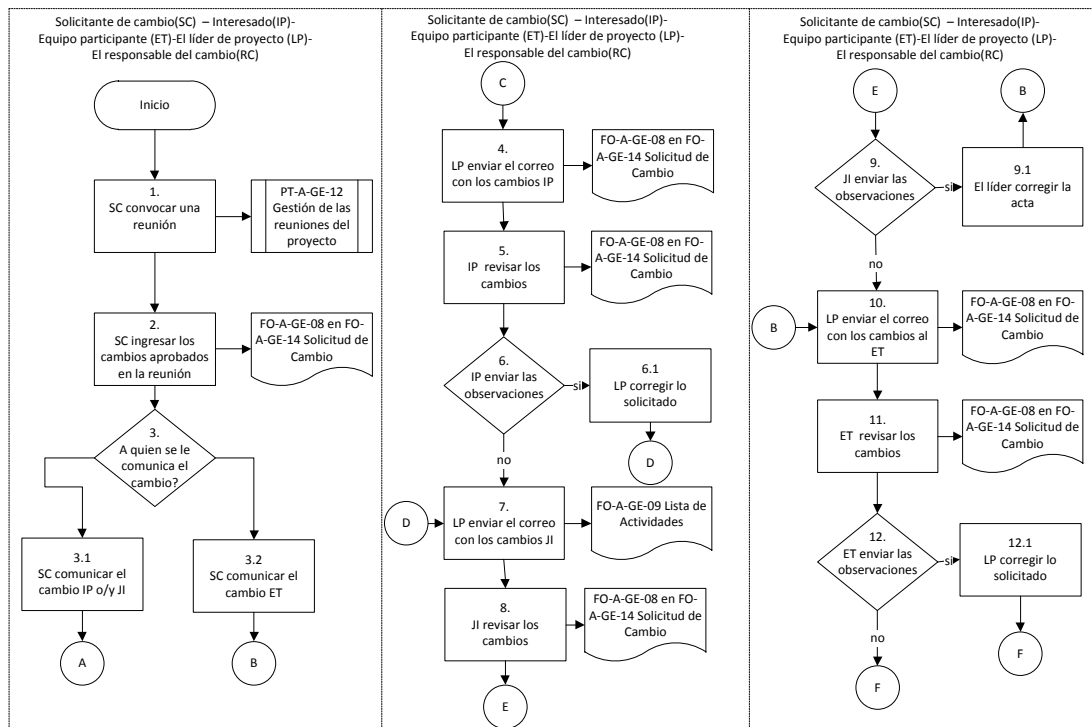 Solicitante de cambio(SC) – Interesado(IP)-
Equipo participante (ET)-El líder de proyecto (LP)-
El responsable del cambio(RC)
Inicio
1.
SC convocar una
reunión
PT-A-GE-12
Gestión de las
reuniones del
proyecto
2.
SC ingresar los
cambios aprobados
en la reunión
FO-A-GE-08 en FO-
A-GE-14 Solicitud de
Cambio
3.
A quien se le
comunica el
cambio?
3.1
SC comunicar el
cambio IP o/y JI
3.2
SC comunicar el
cambio ET
A
B
Solicitante de cambio(SC) – Interesado(IP)-
Equipo participante (ET)-El líder de proyecto (LP)-
El responsable del cambio(RC)
C
4.
LP enviar el correo
con los cambios IP
FO-A-GE-08 en FO-
A-GE-14 Solicitud de
Cambio
5.
IP revisar los
cambios
FO-A-GE-08 en FO-
A-GE-14 Solicitud de
Cambio
6.
IP enviar las
observaciones
si
6.1
LP corregir lo
solicitado
D
no
D
7.
LP enviar el correo
con los cambios JI
FO-A-GE-09 Lista de
Actividades
8.
JI revisar los
cambios
FO-A-GE-08 en FO-
A-GE-14 Solicitud de
Cambio
E
Solicitante de cambio(SC) – Interesado(IP)-
Equipo participante (ET)-El líder de proyecto (LP)-
El responsable del cambio(RC)
E
B
9.
JI enviar las
observaciones
si
9.1
El líder corregir la
acta
no
B
10.
LP enviar el correo
con los cambios al
ET
FO-A-GE-08 en FO-
A-GE-14 Solicitud de
Cambio
11.
ET revisar los
cambios
FO-A-GE-08 en FO-
A-GE-14 Solicitud de
Cambio
12.
ET enviar las
observaciones
si
12.1
LP corregir lo
solicitado
no
F
F